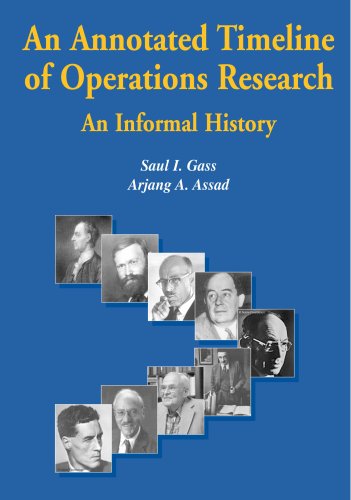 An Annotated Timeline
of Operations Research
An Informal History
Saul I. Gass
Arjang A. Assad